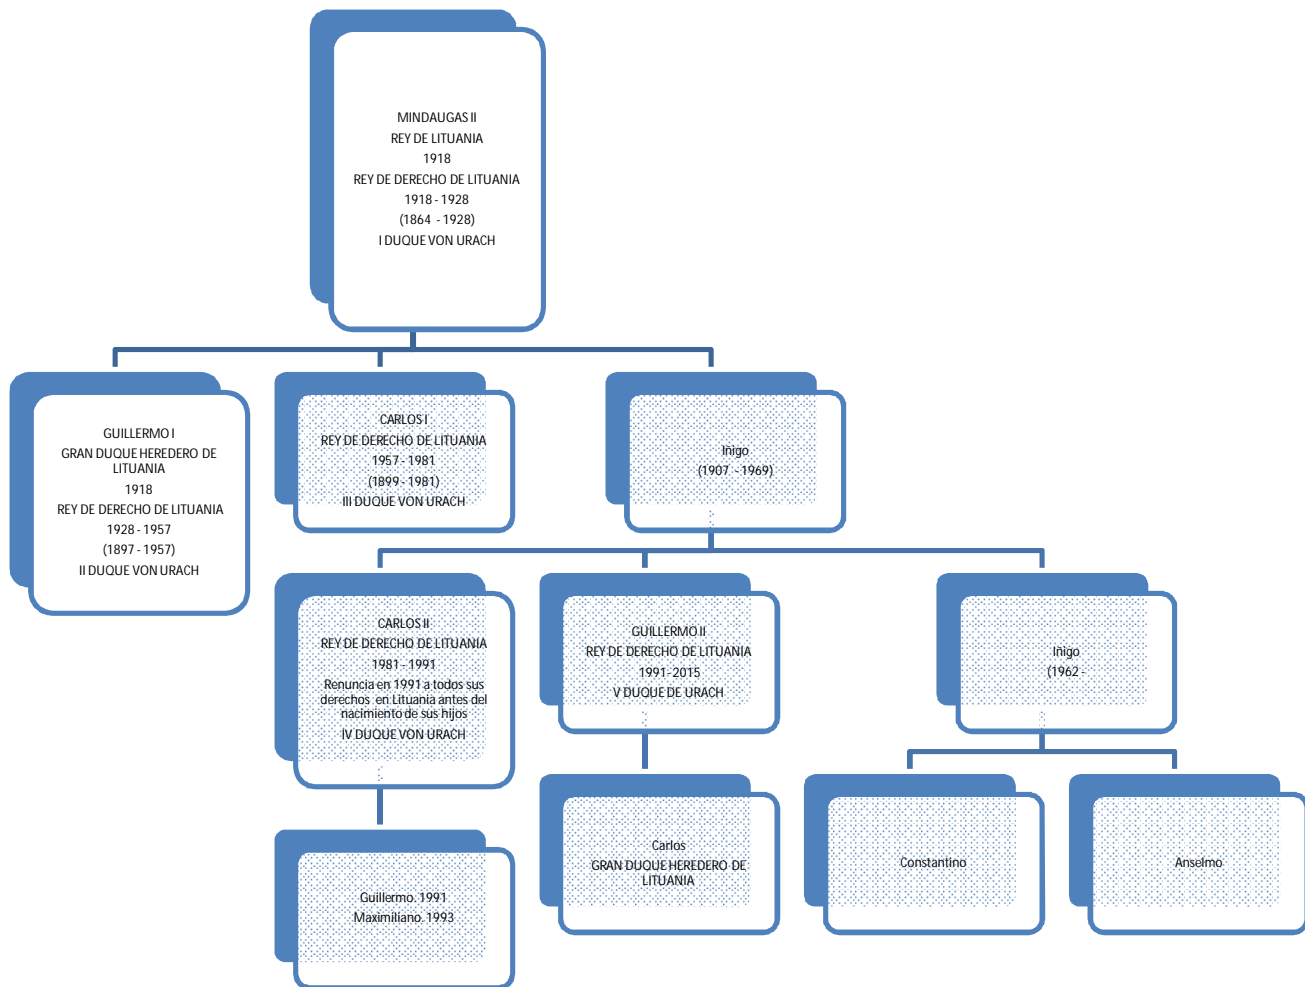 MINDAUGAS II
REY DE LITUANIA
1918
REY DE DERECHO DE LITUANIA
1918 - 1928
(1864 - 1928)
I DUQUE VON URACH
GUILLERMO I
GRAN DUQUE HEREDERO DE
LITUANIA
1918
REY DE DERECHO DE LITUANIA
1928 - 1957
(1897 - 1957)
II DUQUE VON URACH
CARLOS I
REY DE DERECHO DE LITUANIA
1957 - 1981
(1899 - 1981)
III DUQUE VON URACH
Iñigo
(1907 - 1969)
CARLOS II
REY DE DERECHO DE LITUANIA
1981 - 1991
Renuncia en 1991 a todos sus
derechos en Lituania antes del
nacimiento de sus hijos
IV DUQUE VON URACH
GUILLERMO II
REY DE DERECHO DE LITUANIA
1991- 2015
V DUQUE DE URACH
Iñigo
(1962 -
Guillermo. 1991
Maximiliano. 1993
Carlos
GRAN DUQUE HEREDERO DE
LITUANIA
Constantino
Anselmo